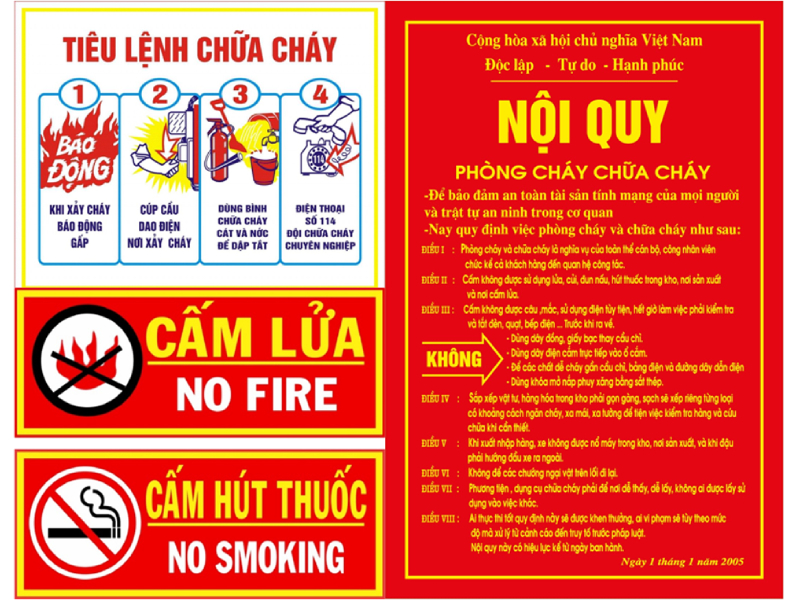 TIÊU LỆNH CHỮA CHÁY
1
BÁO
ĐỘNG
KHI XẢY CHÁY
BÁO ĐỘNG
GẤP
2
CÚP CẦU
DAO ĐIỆN
NƠI XẢY CHÁY
3
DÙNG BÌNH
CHỮA CHÁY
CÁT VÀ NƯỚC
ĐỂ DẬP TẮT
4
114
ĐIỆN THOẠI
SỐ 114
ĐỘI CHỮA CHÁY
CHUYÊN NGHIỆP
CẤM LỬA
NO FIRE
CẤM HÚT THUỐC
NO SMOKING
Cộng hòa xã hội chủ nghĩa Việt Nam
Độc lập - Tự do - Hạnh phúc
NỘI QUY
PHÒNG CHÁY CHỮA CHÁY
-Để bảo đảm an toàn tài sản tính mạng của mọi người
và trật tự an ninh trong cơ quan
-Nay quy định việc phòng cháy và chữa cháy như sau:
ĐIỀU I : Phòng cháy và chữa cháy là nghĩa vụ của toàn thể cán bộ, công nhân viên
chức kể cả khách hàng đến quan hệ công tác.
ĐIỀU II : Cấm không được sử dụng lửa, củi, đun nấu, hút thuốc trong kho, nơi sản xuất
và nơi cấm lửa.
ĐIỀU III : Cấm không được câu ,mắc, sử dụng điện tùy tiện, hết giờ làm việc phải kiểm tra
và tắt đèn, quạt, bếp điện ... Trước khi ra về.
KHÔNG
- Dùng dây đồng, giấy bạc thay cầu chì.
- Dùng dây điện cắm trực tiếp vào ổ cắm.
- Để các chất dễ cháy gần cầu chì, bảng điện và đường dây dẫn điện
- Dùng khóa mở nắp phuy xăng bằng sắt thép.
ĐIỀU IV : Sắp xếp vật tư, hàng hóa trong kho phải gọn gàng, sạch sẽ xếp riêng từng loại
có khoảng cách ngăn cháy, xa mái, xa tường để tiện việc kiểm tra hàng và cứu
chữa khi cần thiết.
ĐIỀU V : Khi xuất nhập hàng, xe không được nổ máy trong kho, nơi sản xuất, và khi đậu
phải hướng đầu xe ra ngoài.
ĐIỀU VI : Không để các chướng ngại vật trên lối đi lại.
ĐIỀU VII : Phương tiện , dụng cụ chữa cháy phải để nơi dễ thấy, dễ lấy, không ai được lấy sử
dụng vào việc khác.
ĐIỀU VIII : Ai thực thi tốt quy định này sẽ được khen thưởng, ai vi phạm sẽ tùy theo mức
độ mà xử lý từ cảnh cáo đến truy tố trước pháp luật.
Nội quy này có hiệu lực kể từ ngày ban hành.
Ngày 1 tháng 1 năm 2005